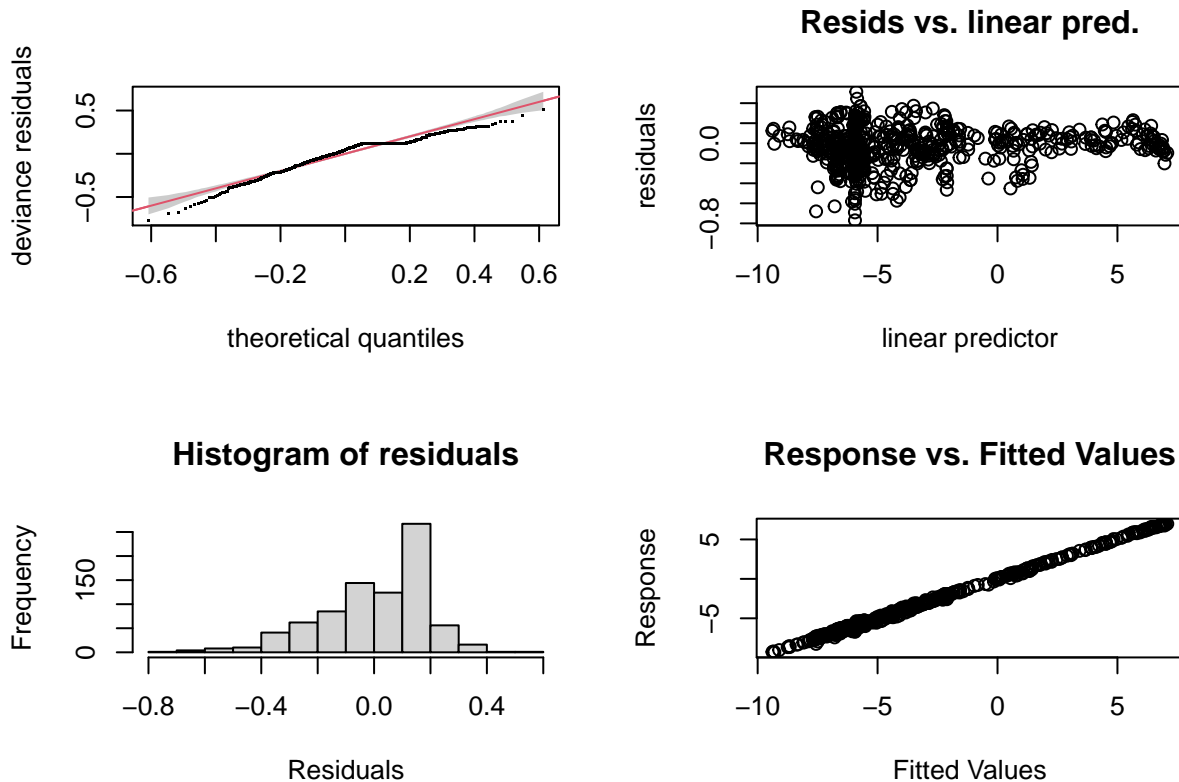 deviance residuals
0.5
−0.5
−0.6
−0.2
0.2
0.4
0.6
theoretical quantiles
Resids vs. linear pred.
residuals
0.0
−0.8
−10
−5
0
5
linear predictor
Histogram of residuals
Frequency
150
0
−0.8
−0.4
0.0
0.4
Residuals
Response vs. Fitted Values
Response
5
−5
−10
−5
0
5
Fitted Values